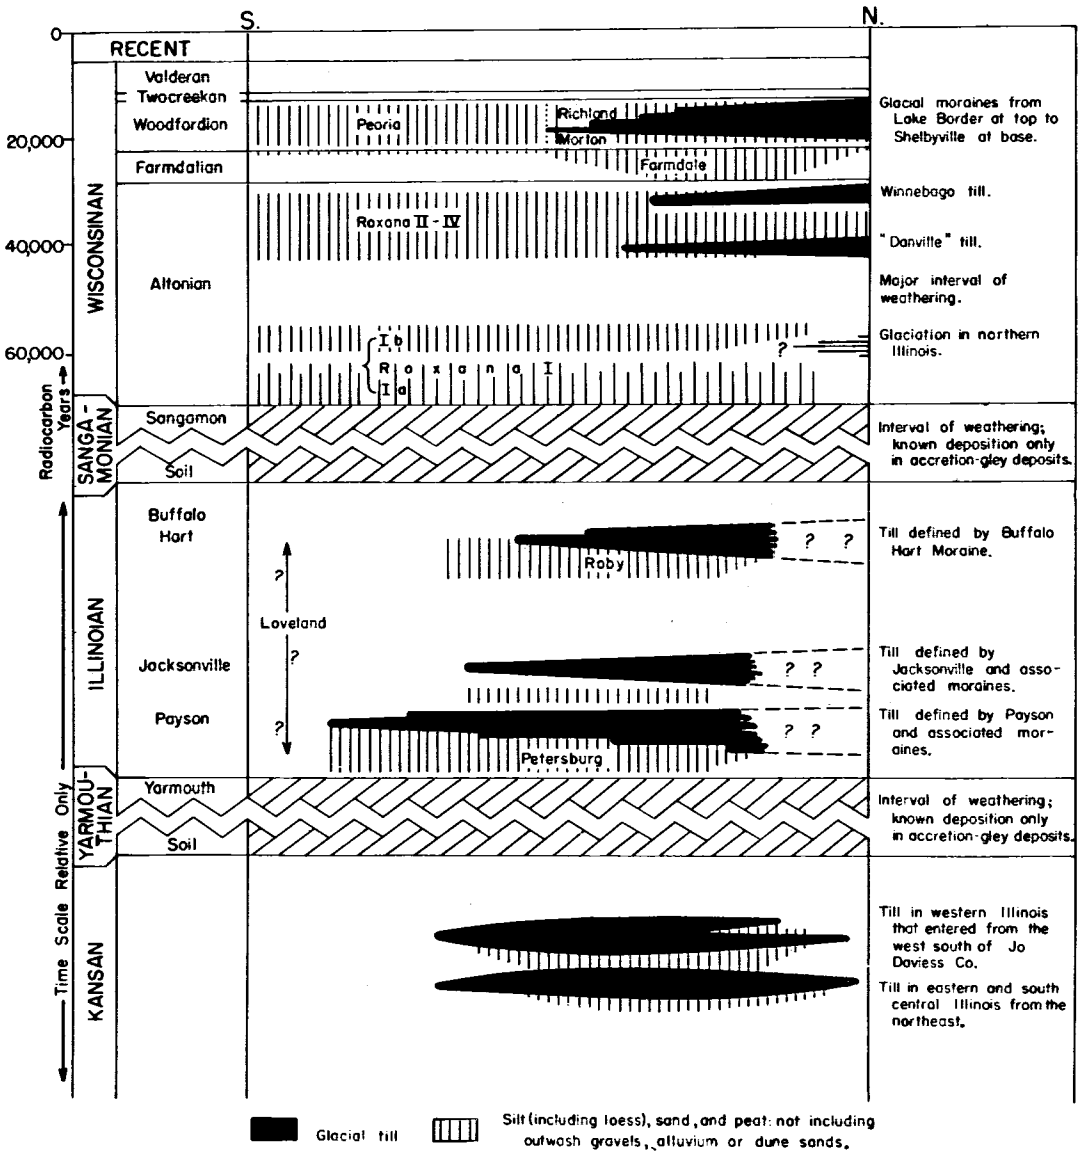 S. N.
0
RECENT
Valderan
Twocreekan
Woodfordian
Peoria
Richland
Morton
Glacial moraines from
Lake Border at top to
Shelbyville at base.
20,000
Farmdalian
Farmdale
WISCONSINAN
Winnebago till.
Roxana II - IV
40,000
"Danville" till.
Altonian
Major interval of
weathering.
I b
Glaciation in northern
Illinois.
?
60,000
Roxana I
I a
Radiocarbon
Years →
SANGA-
MONIAN
Sangamon
Soil
Interval of weathering;
known deposition only
in accretion-gley deposits.
ILLINOIAN
Buffalo
Hart
Roby
? ?
Till defined by Buffalo
Hart Moraine.
?
Loveland
?
?
Jacksonville
? ?
Till defined by
Jacksonville and asso-
ciated moraines.
Payson
? ?
Till defined by Payson
and associated mor-
aines.
Petersburg
YARMOU-
THIAN
Yarmouth
Soil
Interval of weathering;
known deposition only
in accretion-gley deposits.
Time Scale Relative Only
KANSAN
Till in western Illinois
that entered from the
west south of Jo
Daviess Co.
Till in eastern and south
central Illinois from the
northeast.
Glacial till
Silt (including loess), sand, and peat: not including
outwash gravels, alluvium or dune sands.